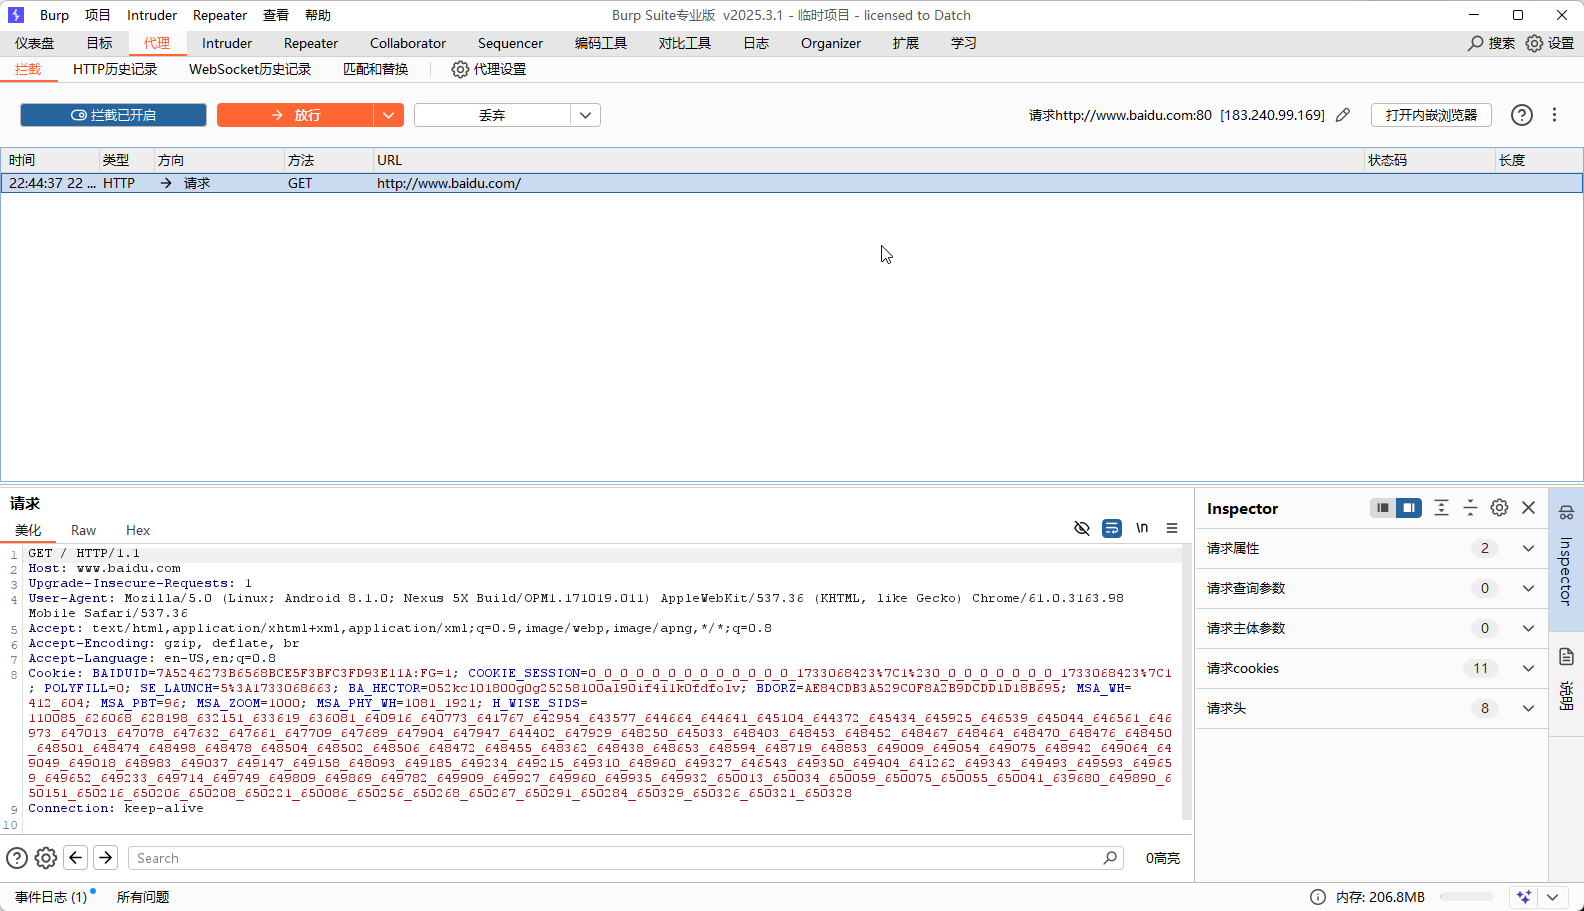 Burp 项目 Intruder Repeater 查看 帮助 Burp Suite专业版 v2025.3.1 - 临时项目 - licensed to Datch
仪表盘 目标 代理 Intruder Repeater Collaborator Sequencer 编码工具 对比工具 日志 Organizer 扩展 学习 搜索 设置
拦截 HTTP历史记录 WebSocket历史记录 匹配和替换 代理设置
拦截已开启 放行 丢弃 请求http://www.baidu.com:80 [183.240.99.169] 打开内嵌浏览器
时间 类型 方向 方法 URL 状态码 长度
22:44:37 22 ... HTTP → 请求 GET http://www.baidu.com/
请求
美化 Raw Hex \n
1 GET / HTTP/1.1
2 Host: www.baidu.com
3 Upgrade-Insecure-Requests: 1
4 User-Agent: Mozilla/5.0 (Linux; Android 8.1.0; Nexus 5X Build/OPM1.171019.011) AppleWebKit/537.36 (KHTML, like Gecko) Chrome/61.0.3163.98
Mobile Safari/537.36
5 Accept: text/html,application/xhtml+xml,application/xml;q=0.9,image/webp,image/apng,*/*;q=0.8
6 Accept-Encoding: gzip, deflate, br
7 Accept-Language: en-US,en;q=0.8
8 Cookie: BAIDUID=7A5246273B6568BCE5F3BFC3FD93E11A:FG=1; COOKIE_SESSION=0_0_0_0_0_0_0_0_0_0_0_0_0_1733068423%7C1%230_0_0_0_0_0_0_0_1733068423%7C1
; POLYFILL=0; SE_LAUNCH=5%3A1733068663; BA_HECTOR=052kcl01800g0g25258100a190if4i1k0fdfo1v; BDORZ=AE84CDB3A529C0F8A2B9DCDD1D18B695; MSA_WH=
412_604; MSA_PBT=96; MSA_ZOOM=1000; MSA_PHY_WH=1081_1921; H_WISE_SIDS=
110085_626068_628198_632151_633619_636081_640916_640773_641767_642954_643577_644664_644641_645104_644372_645434_645925_646539_645044_646561_646
973_647013_647078_647632_647661_647709_647689_647904_647947_644402_647929_648250_645033_648403_648453_648452_648467_648464_648470_648476_648450
_648501_648474_648498_648478_648504_648502_648506_648472_648455_648362_648438_648653_648594_648719_648853_649009_649054_649075_648942_649064_64
9049_649018_648983_649037_649147_649158_648093_649185_649234_649215_649310_648960_649327_646543_649350_649404_641262_649343_649493_649593_64965
9_649652_649233_649714_649749_649809_649869_649782_649909_649927_649960_649935_649932_650013_650034_650059_650075_650055_650041_639680_649890_6
50151_650216_650206_650208_650221_650086_650256_650268_650267_650291_650284_650329_650326_650321_650328
9 Connection: keep-alive
10
Search 0高亮
Inspector
请求属性 2
请求查询参数 0
请求主体参数 0
请求cookies 11
请求头 8
Inspector
说明
事件日志 (1) 所有问题 内存: 206.8MB